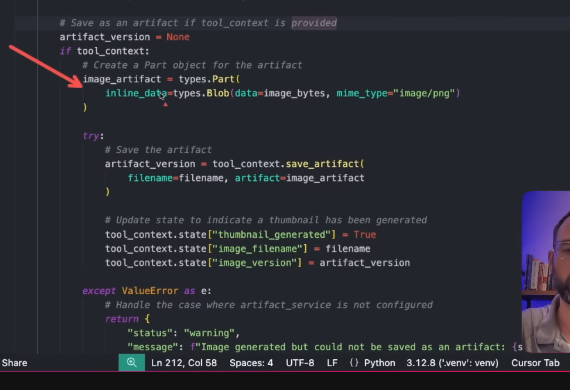 # Save as an artifact if tool_context is provided
artifact_version = None
if tool_context:
# Create a Part object for the artifact
image_artifact = types.Part(
inline_data=types.Blob(data=image_bytes, mime_type="image/png")
)
try:
# Save the artifact
artifact_version = tool_context.save_artifact(
filename=filename, artifact=image_artifact
)
# Update state to indicate a thumbnail has been generated
tool_context.state["thumbnail_generated"] = True
tool_context.state["image_filename"] = filename
tool_context.state["image_version"] = artifact_version
except ValueError as e:
# Handle the case where artifact_service is not configured
return {
"status": "warning",
"message": f"Image generated but could not be saved as an artifact: {s
Share Ln 212, Col 58 Spaces: 4 UTF-8 LF {} Python 3.12.8 ('.venv': venv) Cursor Tab